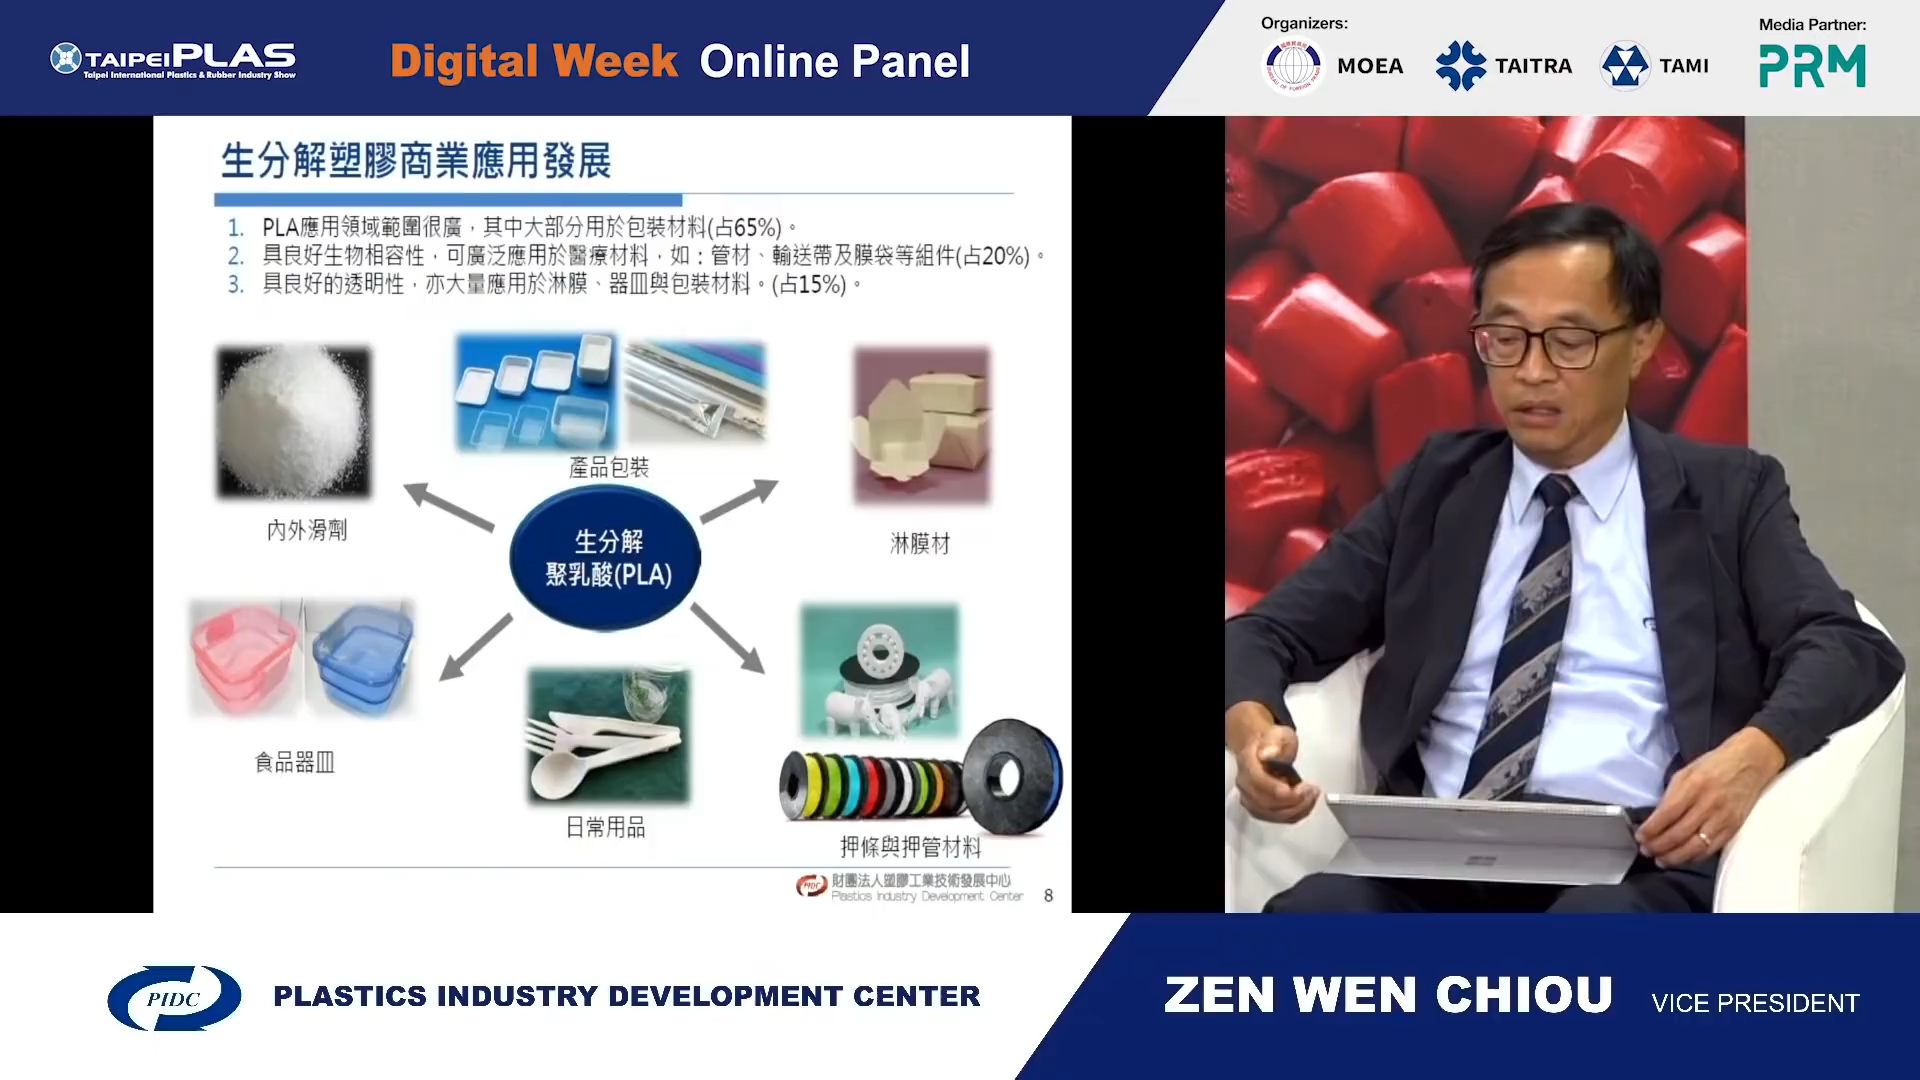 TAIPEIPLAS
Taipei International Plastics & Rubber Industry Show
Digital Week Online Panel
Organizers:
MOEA
TAITRA
TAMI
Media Partner:
PRM
生分解塑膠商業應用發展
1. PLA應用領域範圍很廣，其中大部分用於包裝材料(占65%)。
2. 具良好生物相容性，可廣泛應用於醫療材料，如：管材、輸送帶及膜袋等組件(占20%)。
3. 具良好的透明性，亦大量應用於淋膜、器皿與包裝材料。(占15%)。
產品包裝
內外滑劑
淋膜材
生分解
聚乳酸(PLA)
食品器皿
日常用品
押條與押管材料
PIDC
財團法人塑膠工業技術發展中心
Plastics Industry Development Center
8
PIDC
PLASTICS INDUSTRY DEVELOPMENT CENTER
ZEN WEN CHIOU
VICE PRESIDENT